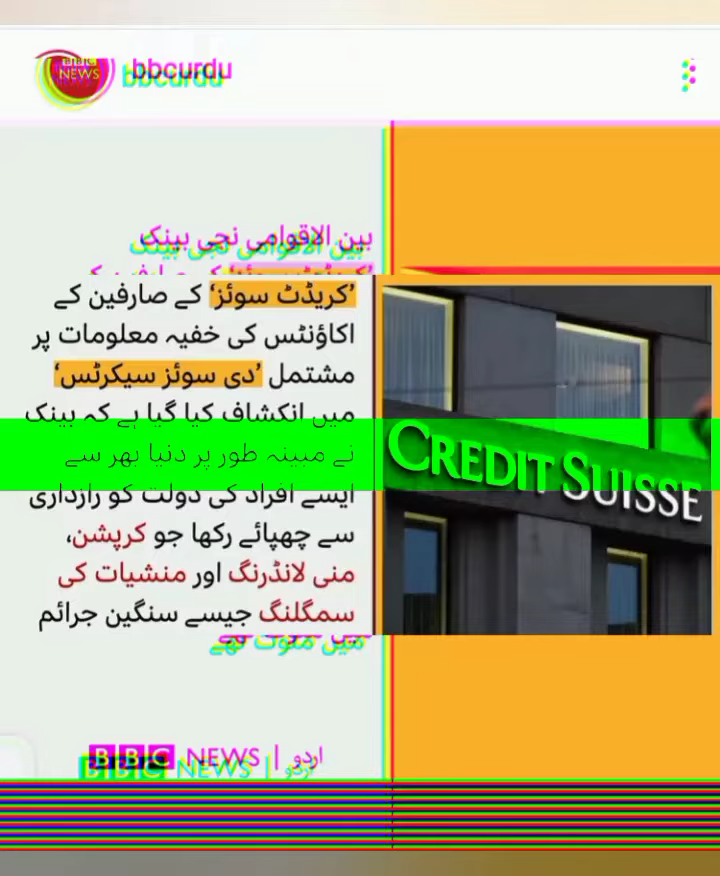 BBC NEWS
bbcurdu
بین الاقوامی نجی بینک
’کریڈٹ سوئز‘ کے صارفین کے
اکاؤنٹس کی خفیہ معلومات پر
مشتمل ’دی سوئز سیکرٹس‘
میں انکشاف کیا گیا ہے کہ بینک
نے مبینہ طور پر دنیا بھر سے
ایسے افراد کی دولت کو رازداری
سے چھپائے رکھا جو کرپشن،
منی لانڈرنگ اور منشیات کی
سمگلنگ جیسے سنگین جرائم
میں ملوث تھے
CREDIT SUISSE
BBC NEWS | اردو